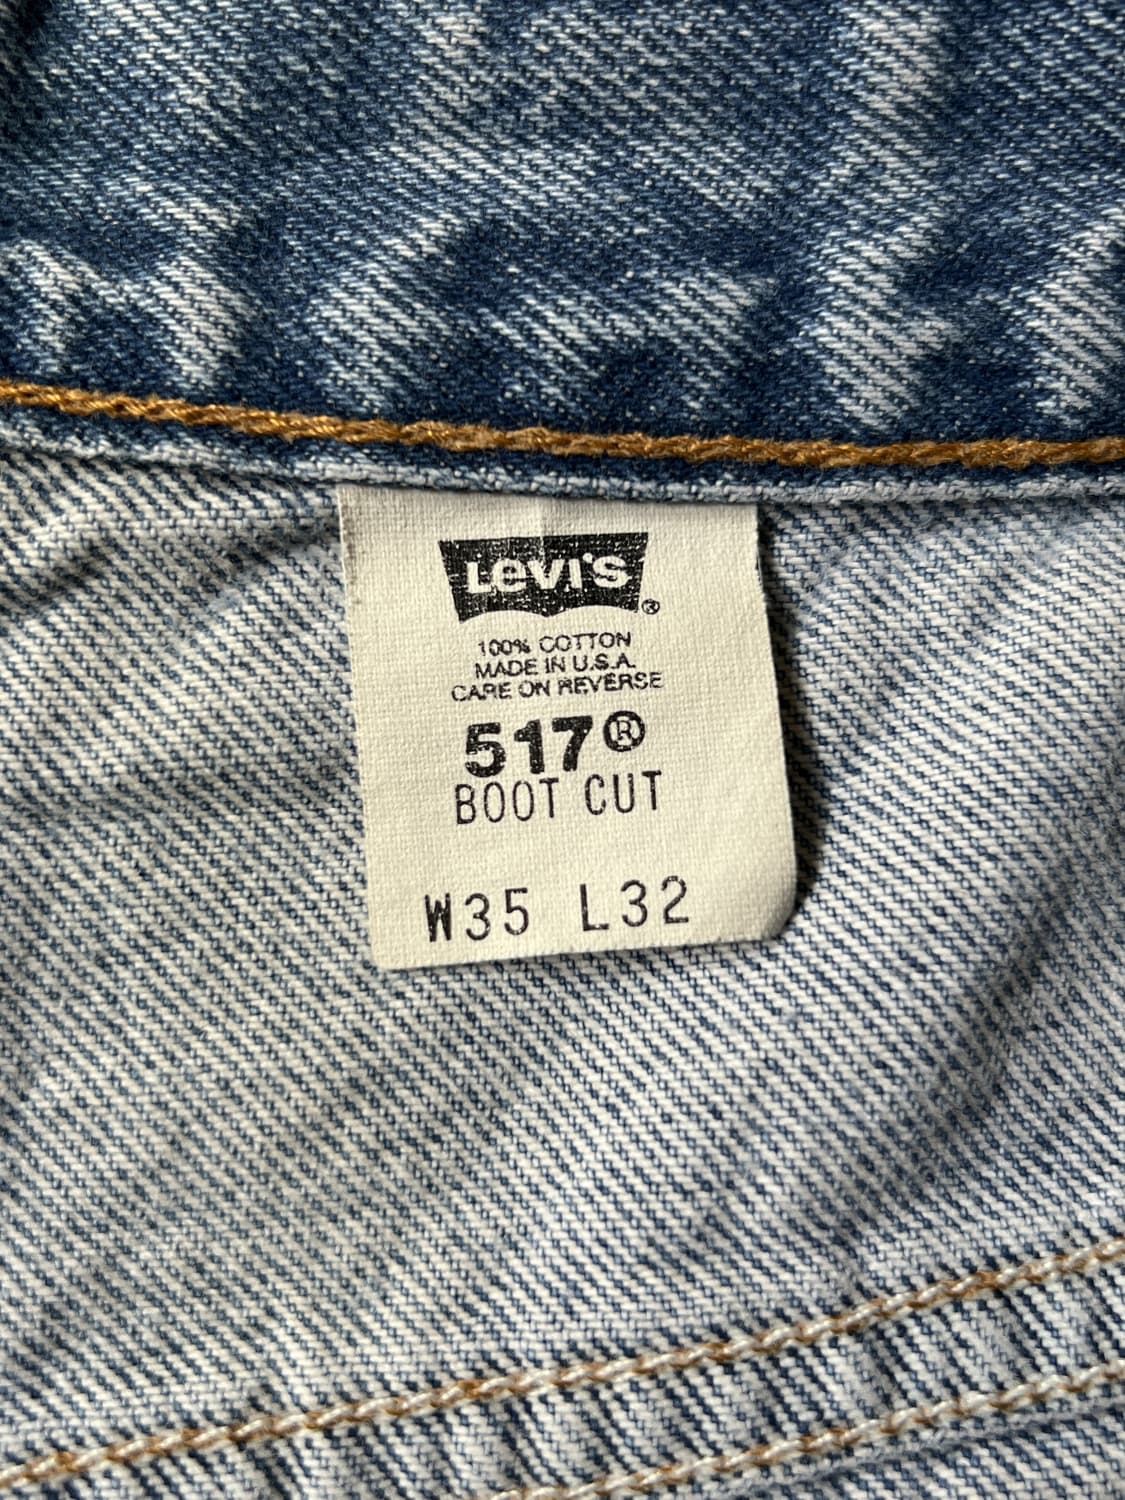 Levi's®
100% COTTON
MADE IN U.S.A.
CARE ON REVERSE
517®
BOOT CUT
W35 L32